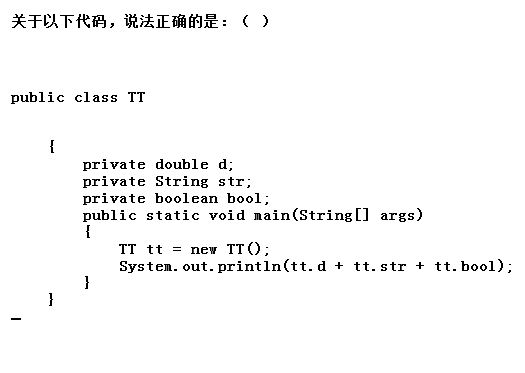 关于以下代码，说法正确的是：（ ）
public class TT
{
private double d;
private String str;
private boolean bool;
public static void main(String[] args)
{
TT tt = new TT();
System.out.println(tt.d + tt.str + tt.bool);
}
}